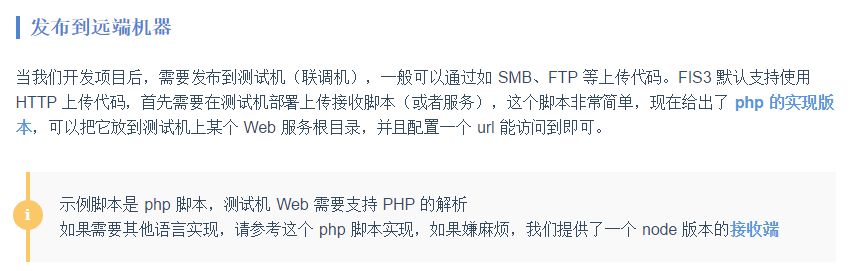 发布到远端机器
当我们开发项目后，需要发布到测试机（联调机），一般可以通过如 SMB、FTP 等上传代码。FIS3 默认支持使用
HTTP 上传代码，首先需要在测试机部署上传接收脚本（或者服务），这个脚本非常简单，现在给出了 php 的实现版
本，可以把它放到测试机上某个 Web 服务根目录，并且配置一个 url 能访问到即可。
示例脚本是 php 脚本，测试机 Web 需要支持 PHP 的解析
如果需要其他语言实现，请参考这个 php 脚本实现，如果嫌麻烦，我们提供了一个 node 版本的接收端